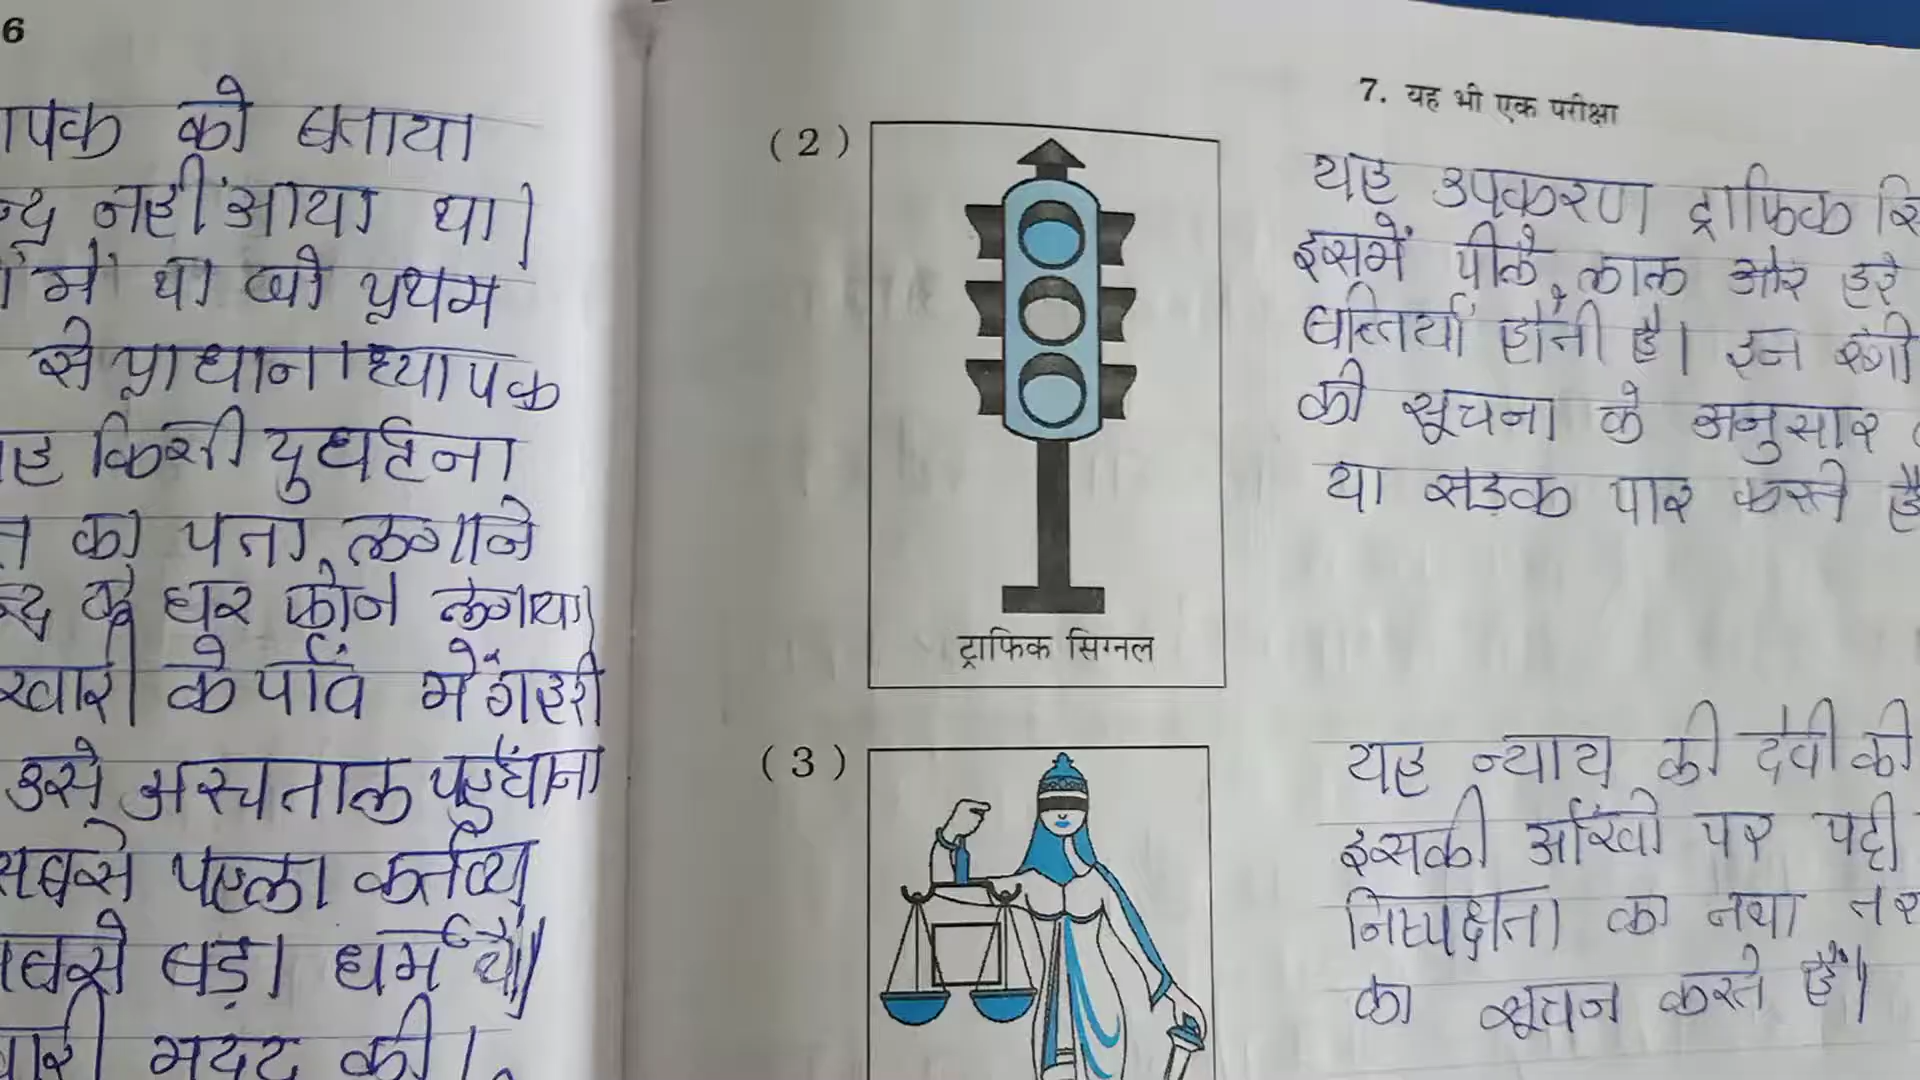 6
को बताया
नहीं आया था।
में था जो प्रथम
से प्राधानाध्यापक
किसी दुर्घटना
का पता लगाने
के घर फोन लगाया।
के पाँव में गहरी
उसे अस्पताल पहुँचाना
सबसे पहला कर्तव्य
सबसे बड़ा धर्म है।
मदद की।
7. यह भी एक परीक्षा
(2)
ट्राफिक सिग्नल
यह उपकरण ट्राफिक
इसमें पीले, लाल और हरे
बत्तियाँ होती है। इन रंगो
की सूचना के अनुसार
या सड़क पार करते है
(3)
यह न्याय की देवी की
इसकी आँखो पर पट्टी
निष्पक्षता का तथा
का सूचन करते हैं।